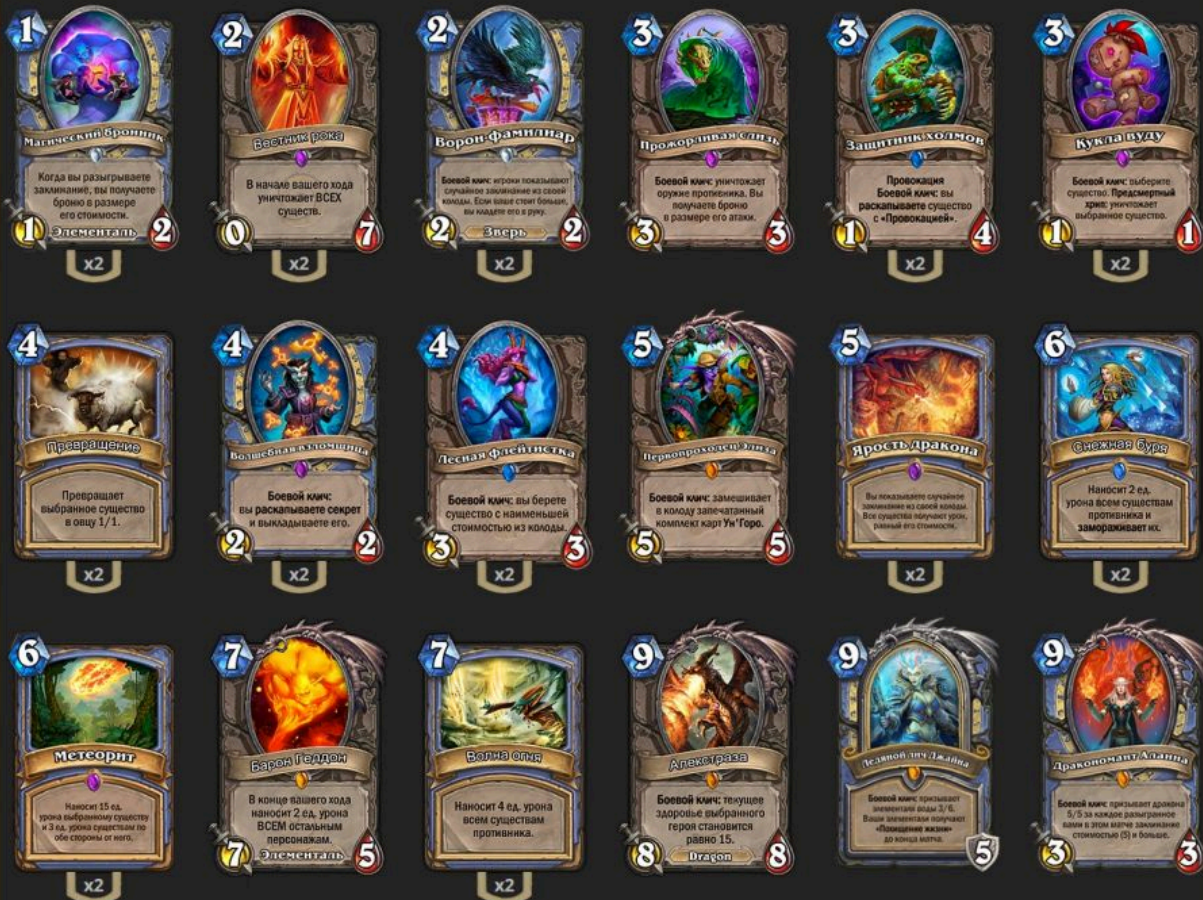 1
Магический бронник
Когда вы разыгрываете
заклинание, вы получаете
броню в размере
его стоимости.
1 Элементаль 2
x2
2
Вестник рока
В начале вашего хода
уничтожает ВСЕХ
существ.
0 7
x2
2
Ворон-фамилиар
Боевой клич: игроки показывают
случайное заклинание из своей
колоды. Если ваше стоит больше,
вы кладете его в руку.
2 Зверь 2
x2
3
Прожорливая слизь
Боевой клич: уничтожает
оружие противника. Вы
получаете броню
в размере его атаки.
3 3
3
Защитник холмов
Провокация
Боевой клич: вы
раскапываете существо
с «Провокацией».
1 4
x2
3
Кукла вуду
Боевой клич: выберите
существо. Предсмертный
хрип: уничтожает
выбранное существо.
1 1
x2
4
Превращение
Превращает
выбранное существо
в овцу 1/1.
x2
4
Волшебная взломщица
Боевой клич:
вы раскапываете секрет
и выкладываете его.
2 2
x2
4
Лесная флейтистка
Боевой клич: вы берете
существо с наименьшей
стоимостью из колоды.
3 3
x2
5
Первопроходец Элиза
Боевой клич: замешивает
в колоду запечатанный
комплект карт Ун'Горо.
5 5
5
Ярость дракона
Вы показываете случайное
заклинание из своей колоды.
Все существа получают урон,
равный его стоимости.
x2
6
Снежная буря
Наносит 2 ед.
урона всем существам
противника и
замораживает их.
x2
6
Метеорит
Наносит 15 ед.
урона выбранному существу
и 3 ед. урона существам по
обе стороны от него.
x2
7
Барон Геддон
В конце вашего хода
наносит 2 ед. урона
ВСЕМ остальным
персонажам.
7 Элементаль 5
7
Волна огня
Наносит 4 ед. урона
всем существам
противника.
x2
9
Алекстраза
Боевой клич: текущее
здоровье выбранного
героя становится
равно 15.
8 Dragon 8
9
Ледяной лич Джайна
Боевой клич: призывает
элементаля воды 3/6.
Ваши элементали получают
«Похищение жизни»
до конца матча.
5
9
Дракономант Аланна
Боевой клич: призывает дракона
5/5 за каждое разыгранное
вами в этом матче заклинание
стоимостью (5) и больше.
3 3